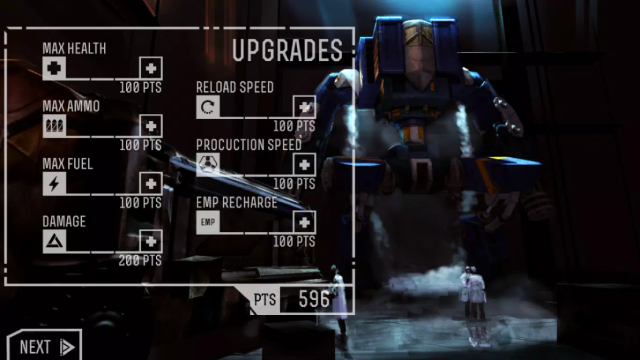 UPGRADES
MAX HEALTH
100 PTS
MAX AMMO
100 PTS
MAX FUEL
100 PTS
DAMAGE
200 PTS
RELOAD SPEED
100 PTS
PROCUCTION SPEED
100 PTS
EMP RECHARGE
EMP
100 PTS
PTS 596
NEXT